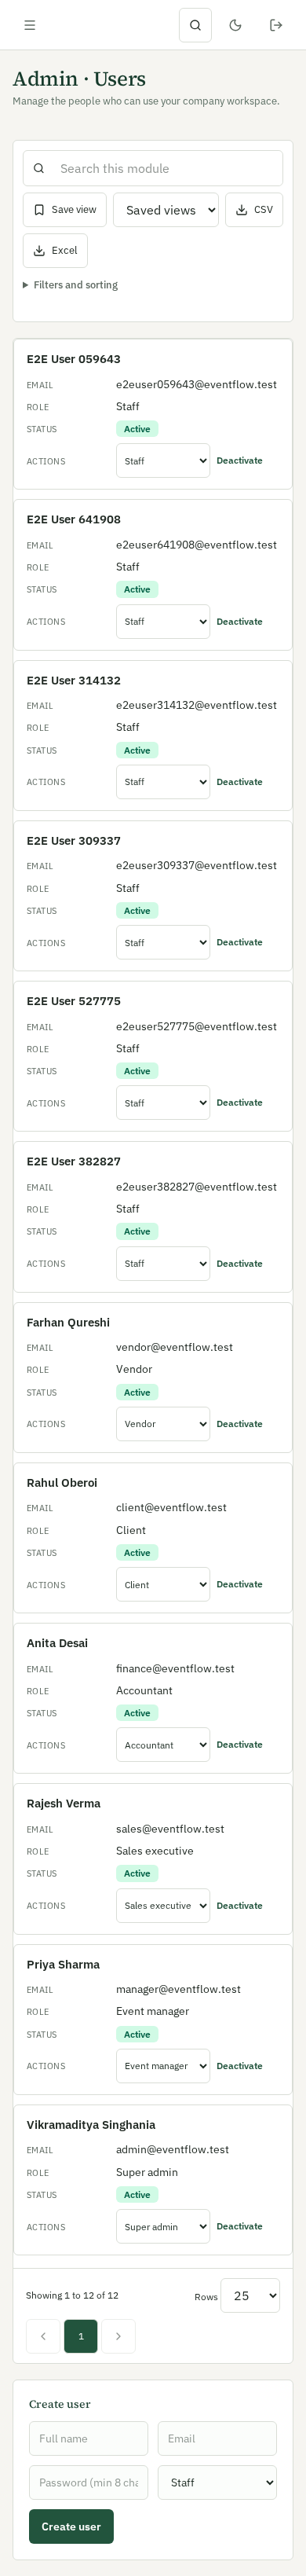 Admin · Users
Manage the people who can use your company workspace.
Search this module
Save view
Saved views
CSV
Excel
Filters and sorting
E2E User 059643
EMAIL e2euser059643@eventflow.test
ROLE Staff
STATUS Active
ACTIONS Staff Deactivate
E2E User 641908
EMAIL e2euser641908@eventflow.test
ROLE Staff
STATUS Active
ACTIONS Staff Deactivate
E2E User 314132
EMAIL e2euser314132@eventflow.test
ROLE Staff
STATUS Active
ACTIONS Staff Deactivate
E2E User 309337
EMAIL e2euser309337@eventflow.test
ROLE Staff
STATUS Active
ACTIONS Staff Deactivate
E2E User 527775
EMAIL e2euser527775@eventflow.test
ROLE Staff
STATUS Active
ACTIONS Staff Deactivate
E2E User 382827
EMAIL e2euser382827@eventflow.test
ROLE Staff
STATUS Active
ACTIONS Staff Deactivate
Farhan Qureshi
EMAIL vendor@eventflow.test
ROLE Vendor
STATUS Active
ACTIONS Vendor Deactivate
Rahul Oberoi
EMAIL client@eventflow.test
ROLE Client
STATUS Active
ACTIONS Client Deactivate
Anita Desai
EMAIL finance@eventflow.test
ROLE Accountant
STATUS Active
ACTIONS Accountant Deactivate
Rajesh Verma
EMAIL sales@eventflow.test
ROLE Sales executive
STATUS Active
ACTIONS Sales executive Deactivate
Priya Sharma
EMAIL manager@eventflow.test
ROLE Event manager
STATUS Active
ACTIONS Event manager Deactivate
Vikramaditya Singhania
EMAIL admin@eventflow.test
ROLE Super admin
STATUS Active
ACTIONS Super admin Deactivate
Showing 1 to 12 of 12 Rows 25
1
Create user
Full name Email
Password (min 8 cha Staff
Create user